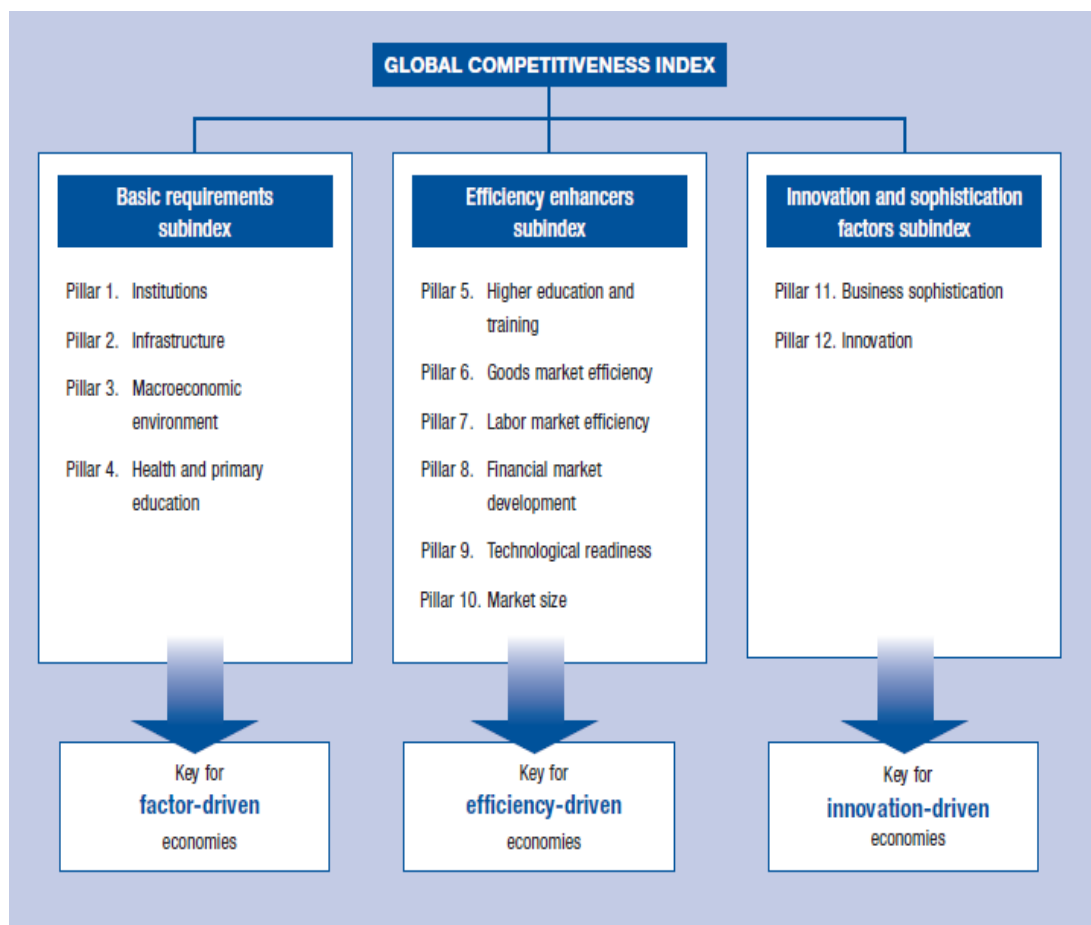 GLOBAL COMPETITIVENESS INDEX
Basic requirements
subindex
Pillar 1. Institutions
Pillar 2. Infrastructure
Pillar 3. Macroeconomic
environment
Pillar 4. Health and primary
education
Key for
factor-driven
economies
Efficiency enhancers
subindex
Pillar 5. Higher education and
training
Pillar 6. Goods market efficiency
Pillar 7. Labor market efficiency
Pillar 8. Financial market
development
Pillar 9. Technological readiness
Pillar 10. Market size
Key for
efficiency-driven
economies
Innovation and sophistication
factors subindex
Pillar 11. Business sophistication
Pillar 12. Innovation
Key for
innovation-driven
economies